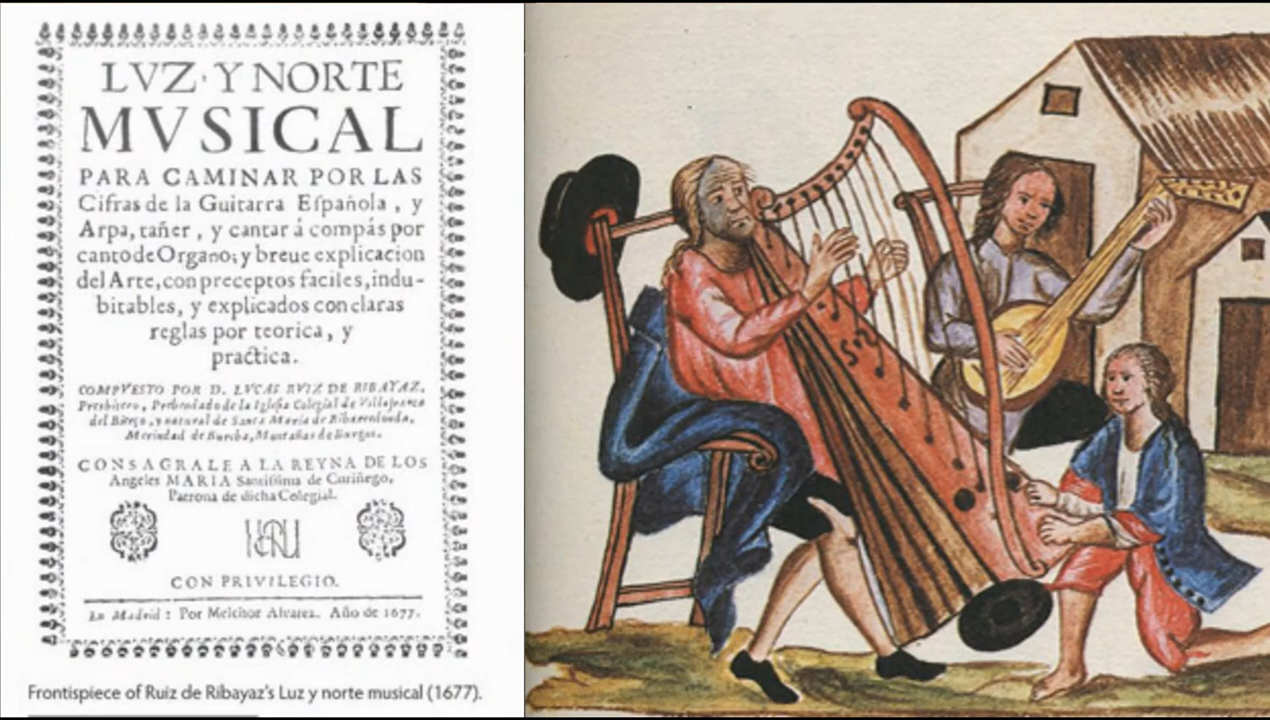 LVZ·Y NORTE
MVSICAL
PARA CAMINAR POR LAS
Cifras de la Guitarra Eſpañola, y
Arpa, tañer, y cantar á compás por
canto de Organo; y breue explicacion
del Arte, con preceptos faciles, indu-
bitables, y explicados con claras
reglas por teorica, y
practica.
COMPVESTO POR D. LVCAS RVIZ DE RIBAYAZ,
Presbitero, Prebendado de la Igleſia Colegial de Villafranca
del Bierço, y natural de Santa Maria de Ribarredonda,
Merindad de Bureba, Montañas de Burgos.
CONSAGRALE A LA REYNA DE LOS
Angeles MARIA Santiſſima de
Patrona de dicha Colegial.
CON PRIVILEGIO.
En Madrid: Por Melchor Alvarez. Año de 1677.
Frontispiece of Ruiz de Ribayaz's Luz y norte musical (1677).